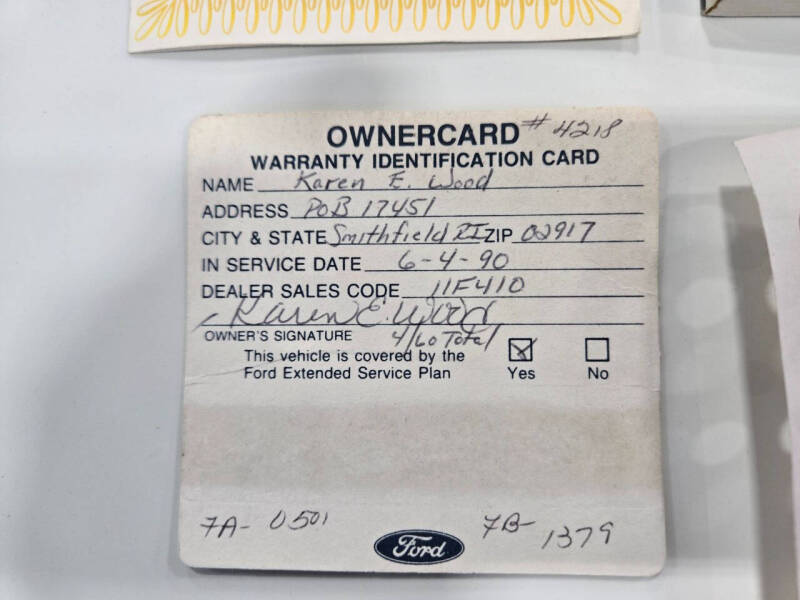 OWNERCARD # 4218
WARRANTY IDENTIFICATION CARD
NAME Karen E. Wood
ADDRESS POB 17451
CITY & STATE Smithfield RI ZIP 02917
IN SERVICE DATE 6-4-90
DEALER SALES CODE 11F410
Karen E. Wood
OWNER'S SIGNATURE 4/60 Total
This vehicle is covered by the
Ford Extended Service Plan Yes No
7A- 0501 7B- 1379
Ford